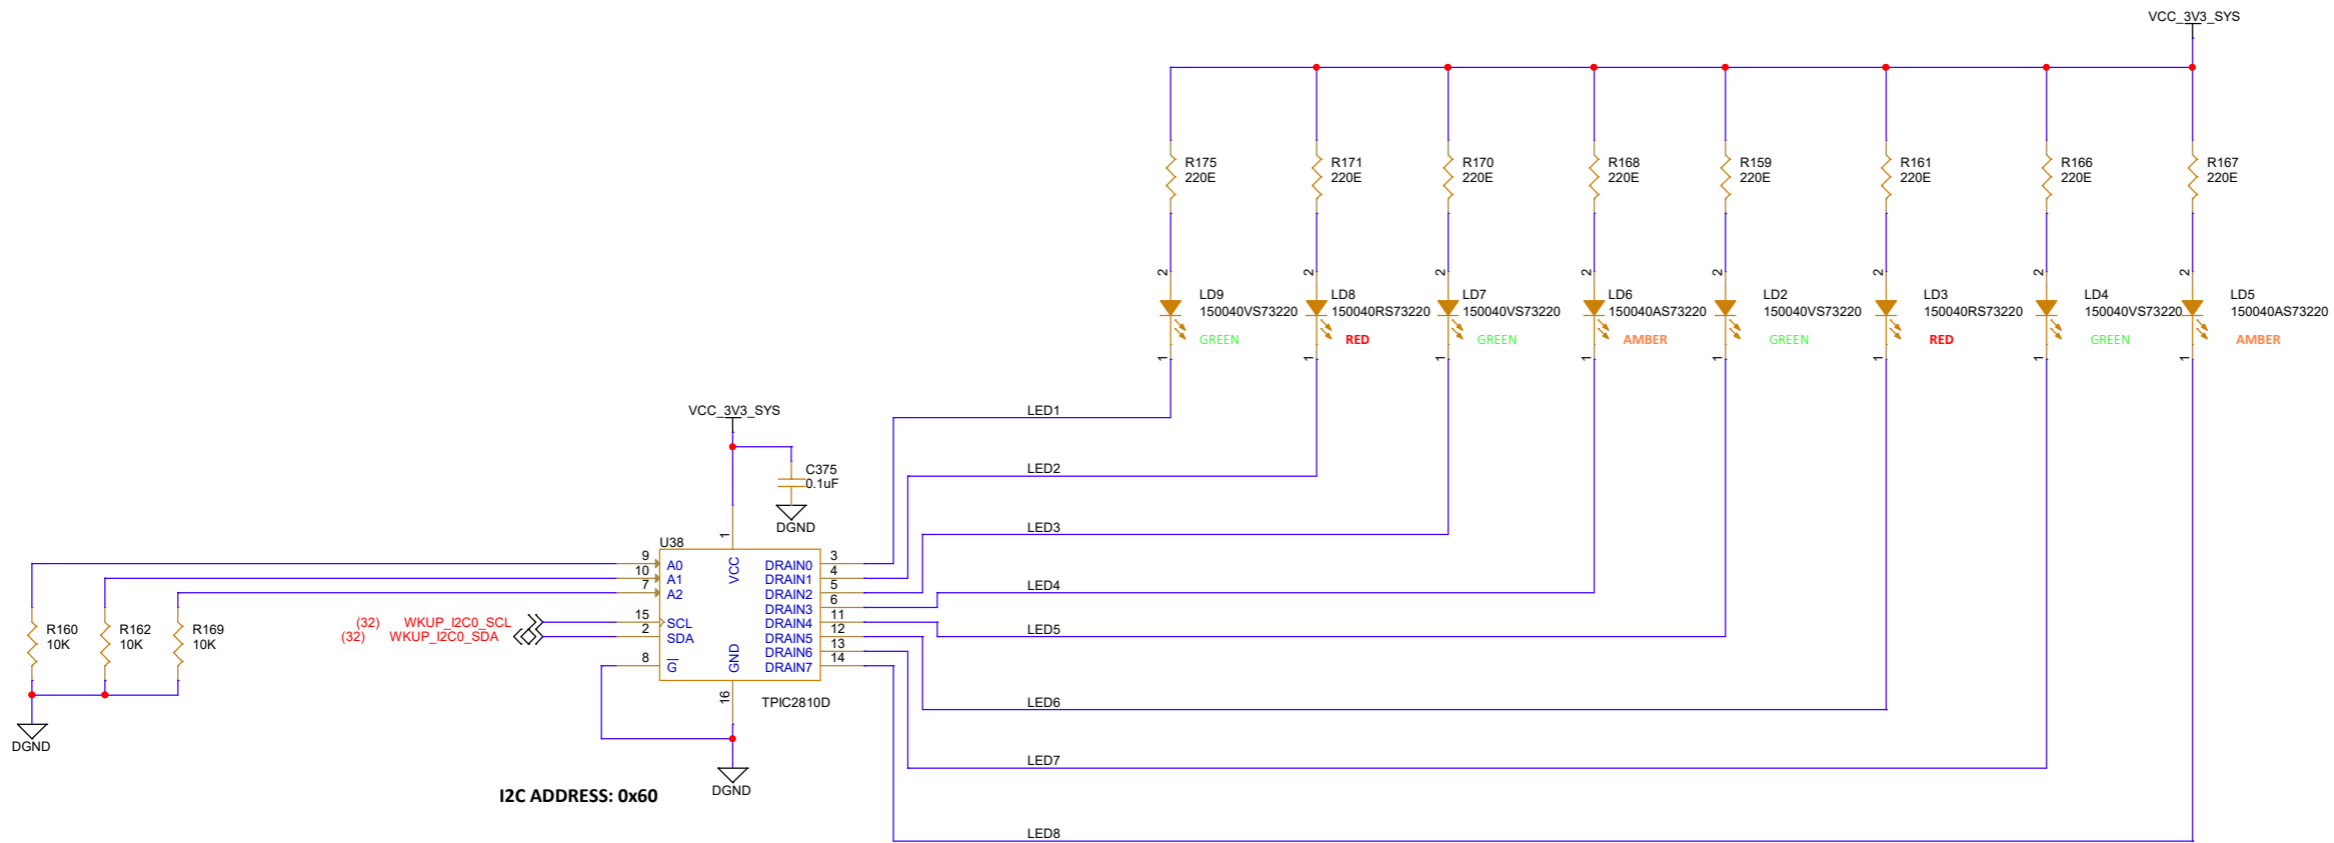 VCC_3V3_SYS
R175
220E
R171
220E
R170
220E
R168
220E
R159
220E
R161
220E
R166
220E
R167
220E
2
2
2
2
2
2
2
2
LD9
150040VS73220
GREEN
LD8
150040RS73220
RED
LD7
150040VS73220
GREEN
LD6
150040AS73220
AMBER
LD2
150040VS73220
GREEN
LD3
150040RS73220
RED
LD4
150040VS73220
GREEN
LD5
150040AS73220
AMBER
1
1
1
1
1
1
1
1
VCC_3V3_SYS
C375
0.1uF
DGND
LED1
LED2
LED3
LED4
LED5
LED6
LED7
LED8
U38
1
VCC
9
A0
10
A1
7
A2
15
SCL
2
SDA
8
G
GND
16
DRAIN0
3
DRAIN1
4
DRAIN2
5
DRAIN3
6
DRAIN4
11
DRAIN5
12
DRAIN6
13
DRAIN7
14
TPIC2810D
(32) WKUP_I2C0_SCL
(32) WKUP_I2C0_SDA
R160
10K
R162
10K
R169
10K
DGND
DGND
I2C ADDRESS: 0x60